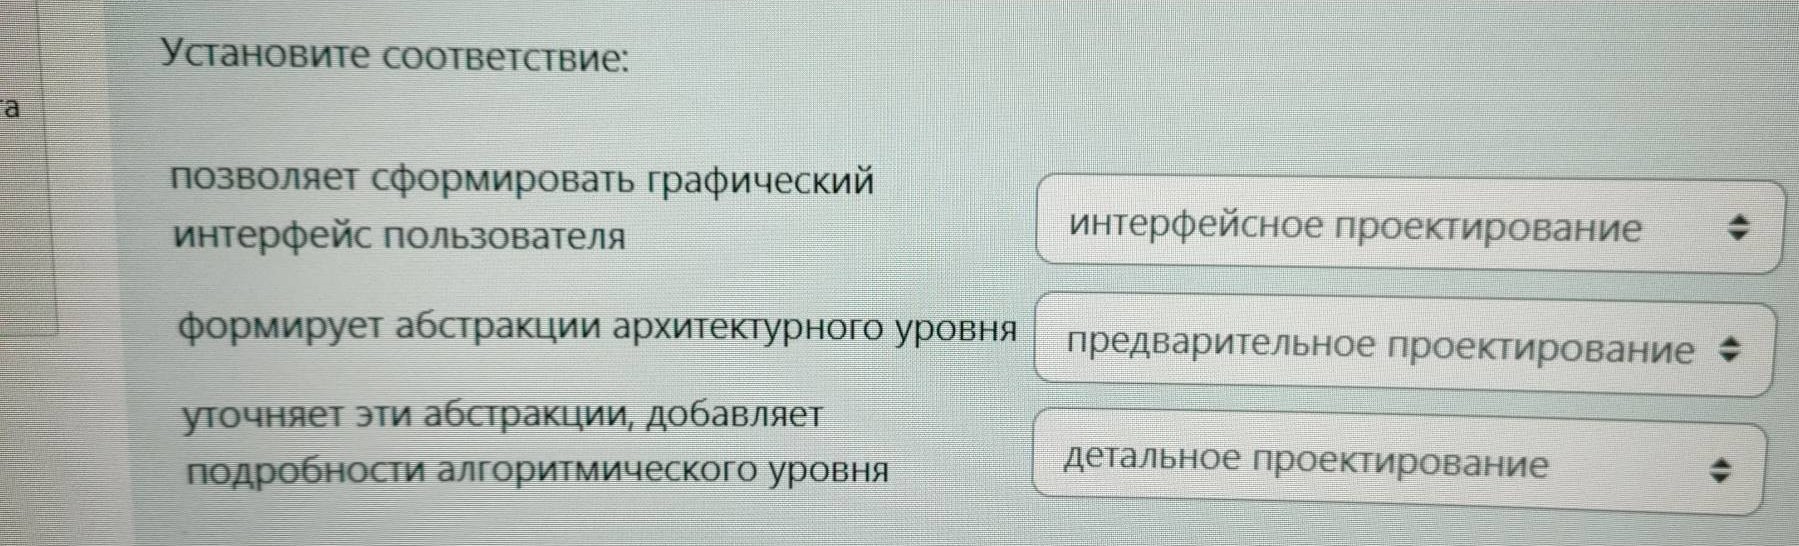 Установите соответствие:
та
позволяет сформировать графический
интерфейс пользователя
интерфейсное проектирование
формирует абстракции архитектурного уровня
предварительное проектирование
уточняет эти абстракции, добавляет
подробности алгоритмического уровня
детальное проектирование